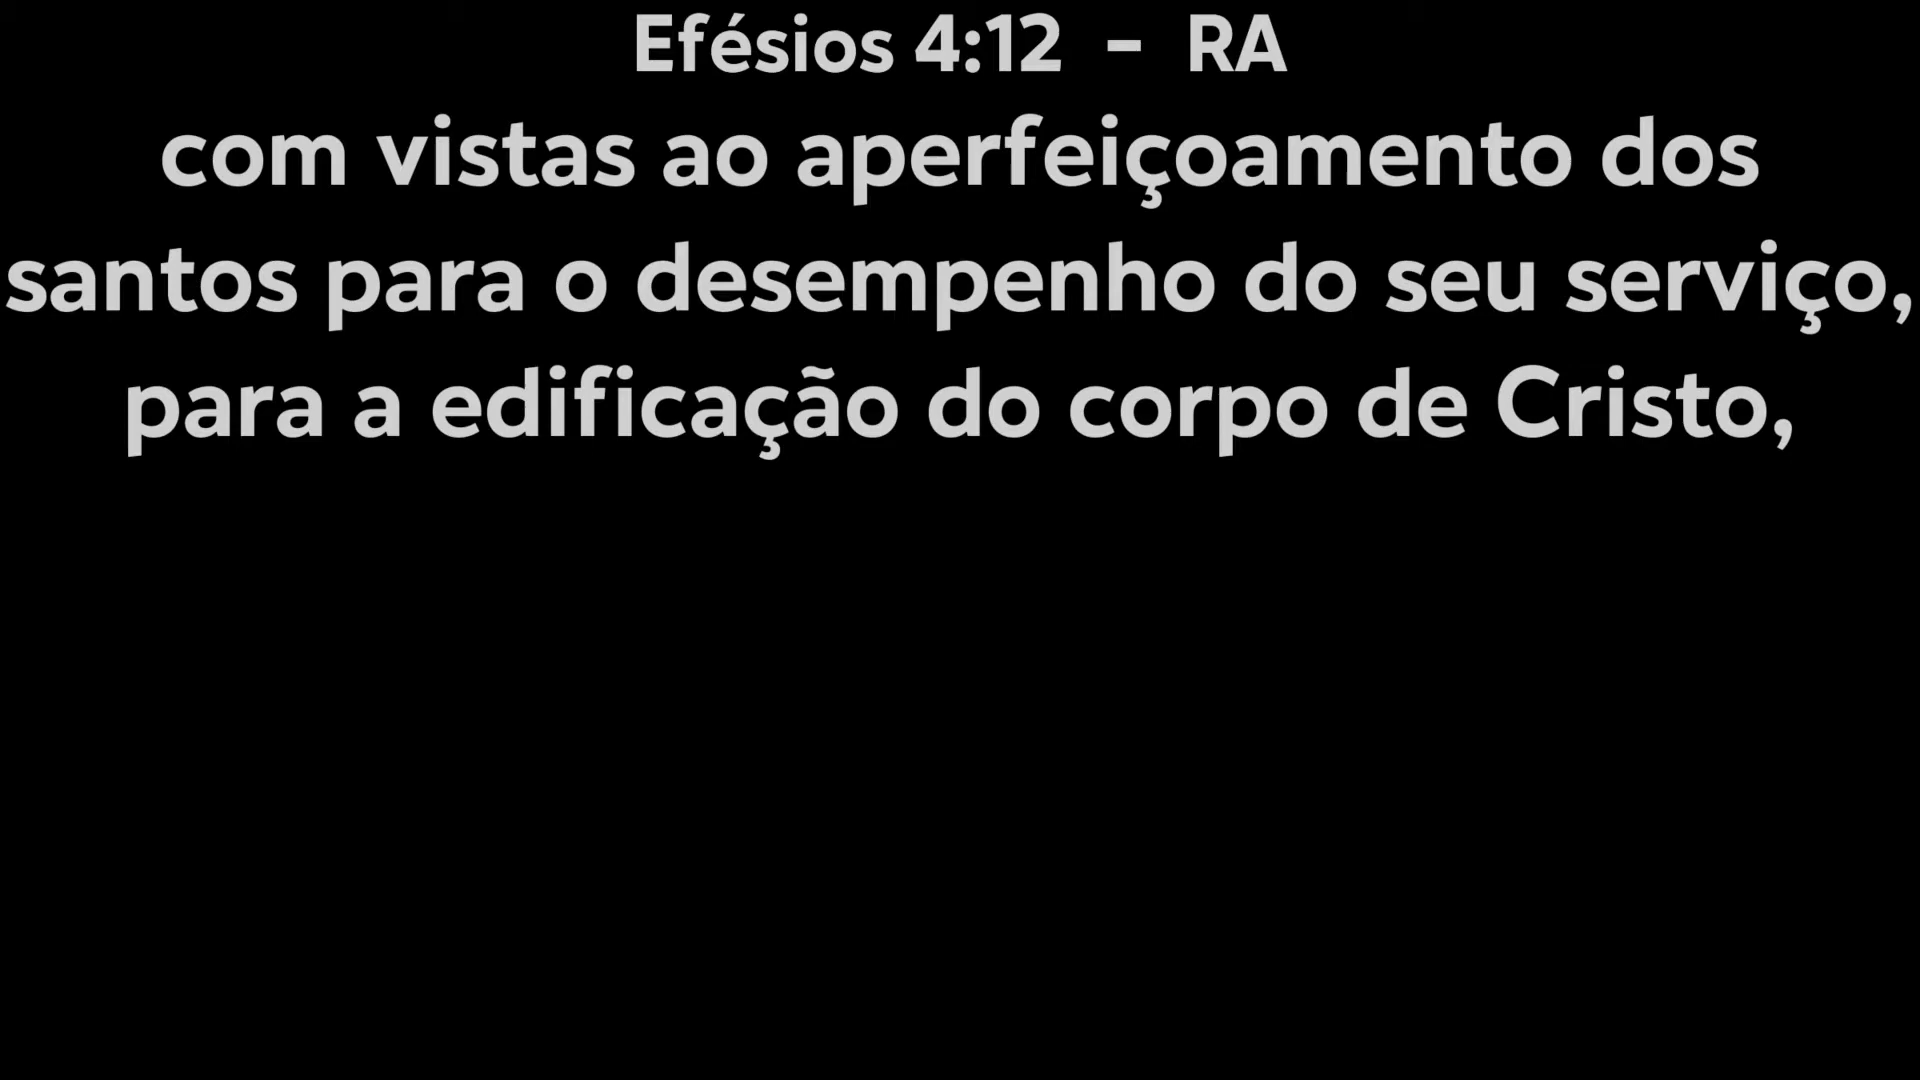 Efésios 4:12 - RA
com vistas ao aperfeiçoamento dos
santos para o desempenho do seu serviço,
para a edificação do corpo de Cristo,